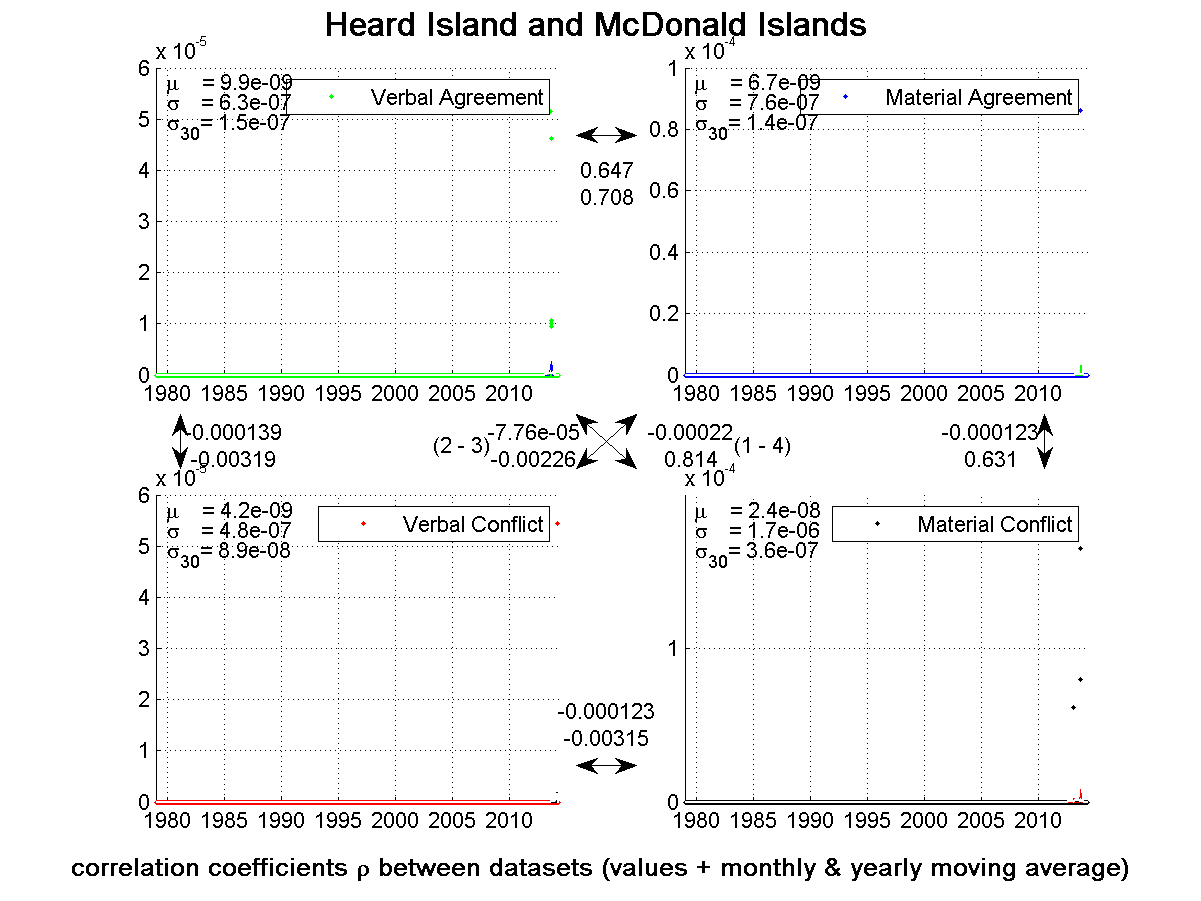 Heard Island and McDonald Islands
x 10-5
6
5
4
3
2
1
0
μ = 9.9e-09
σ = 6.3e-07
σ30= 1.5e-07
Verbal Agreement
1980 1985 1990 1995 2000 2005 2010
0.647
0.708
x 10-4
1
0.8
0.6
0.4
0.2
0
μ = 6.7e-09
σ = 7.6e-07
σ30= 1.4e-07
Material Agreement
1980 1985 1990 1995 2000 2005 2010
-0.000139
-0.00319
(2 - 3)
-7.76e-05
-0.00226
-0.00022
0.814
(1 - 4)
-0.000123
0.631
x 10-5
6
5
4
3
2
1
0
μ = 4.2e-09
σ = 4.8e-07
σ30= 8.9e-08
Verbal Conflict
1980 1985 1990 1995 2000 2005 2010
-0.000123
-0.00315
x 10-4
1
0
μ = 2.4e-08
σ = 1.7e-06
σ30= 3.6e-07
Material Conflict
1980 1985 1990 1995 2000 2005 2010
correlation coefficients ρ between datasets (values + monthly & yearly moving average)